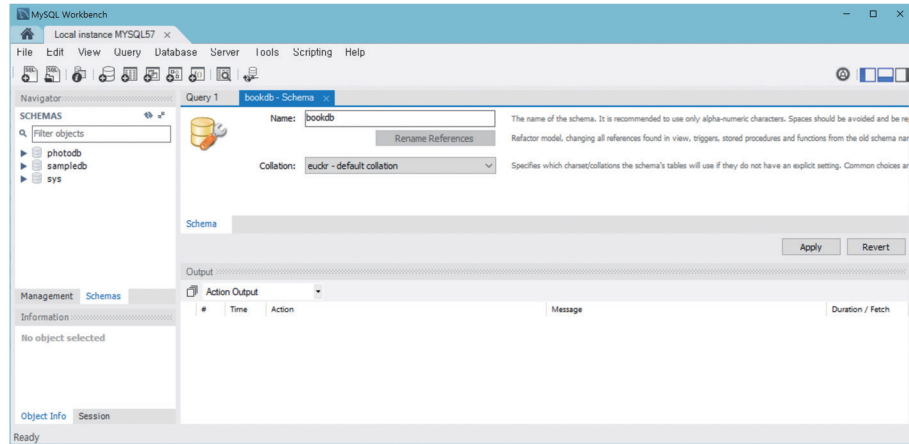 MySQL Workbench
Local instance MYSQL57 ×
File Edit View Query Database Server Tools Scripting Help
Navigator
SCHEMAS
Filter objects
photodb
sampledb
sys
Management Schemas
Information
No object selected
Object Info Session
Ready
Query 1 bookdb - Schema ×
Name: bookdb
The name of the schema. It is recommended to use only alpha-numeric characters. Spaces should be avoided and be re
Rename References
Refactor model, changing all references found in view, triggers, stored procedures and functions from the old schema nar
Collation: euckr - default collation
Specifies which charset/collations the schema's tables will use if they do not have an explicit setting. Common choices ar
Schema
Apply Revert
Output
Action Output
# Time Action Message Duration / Fetch